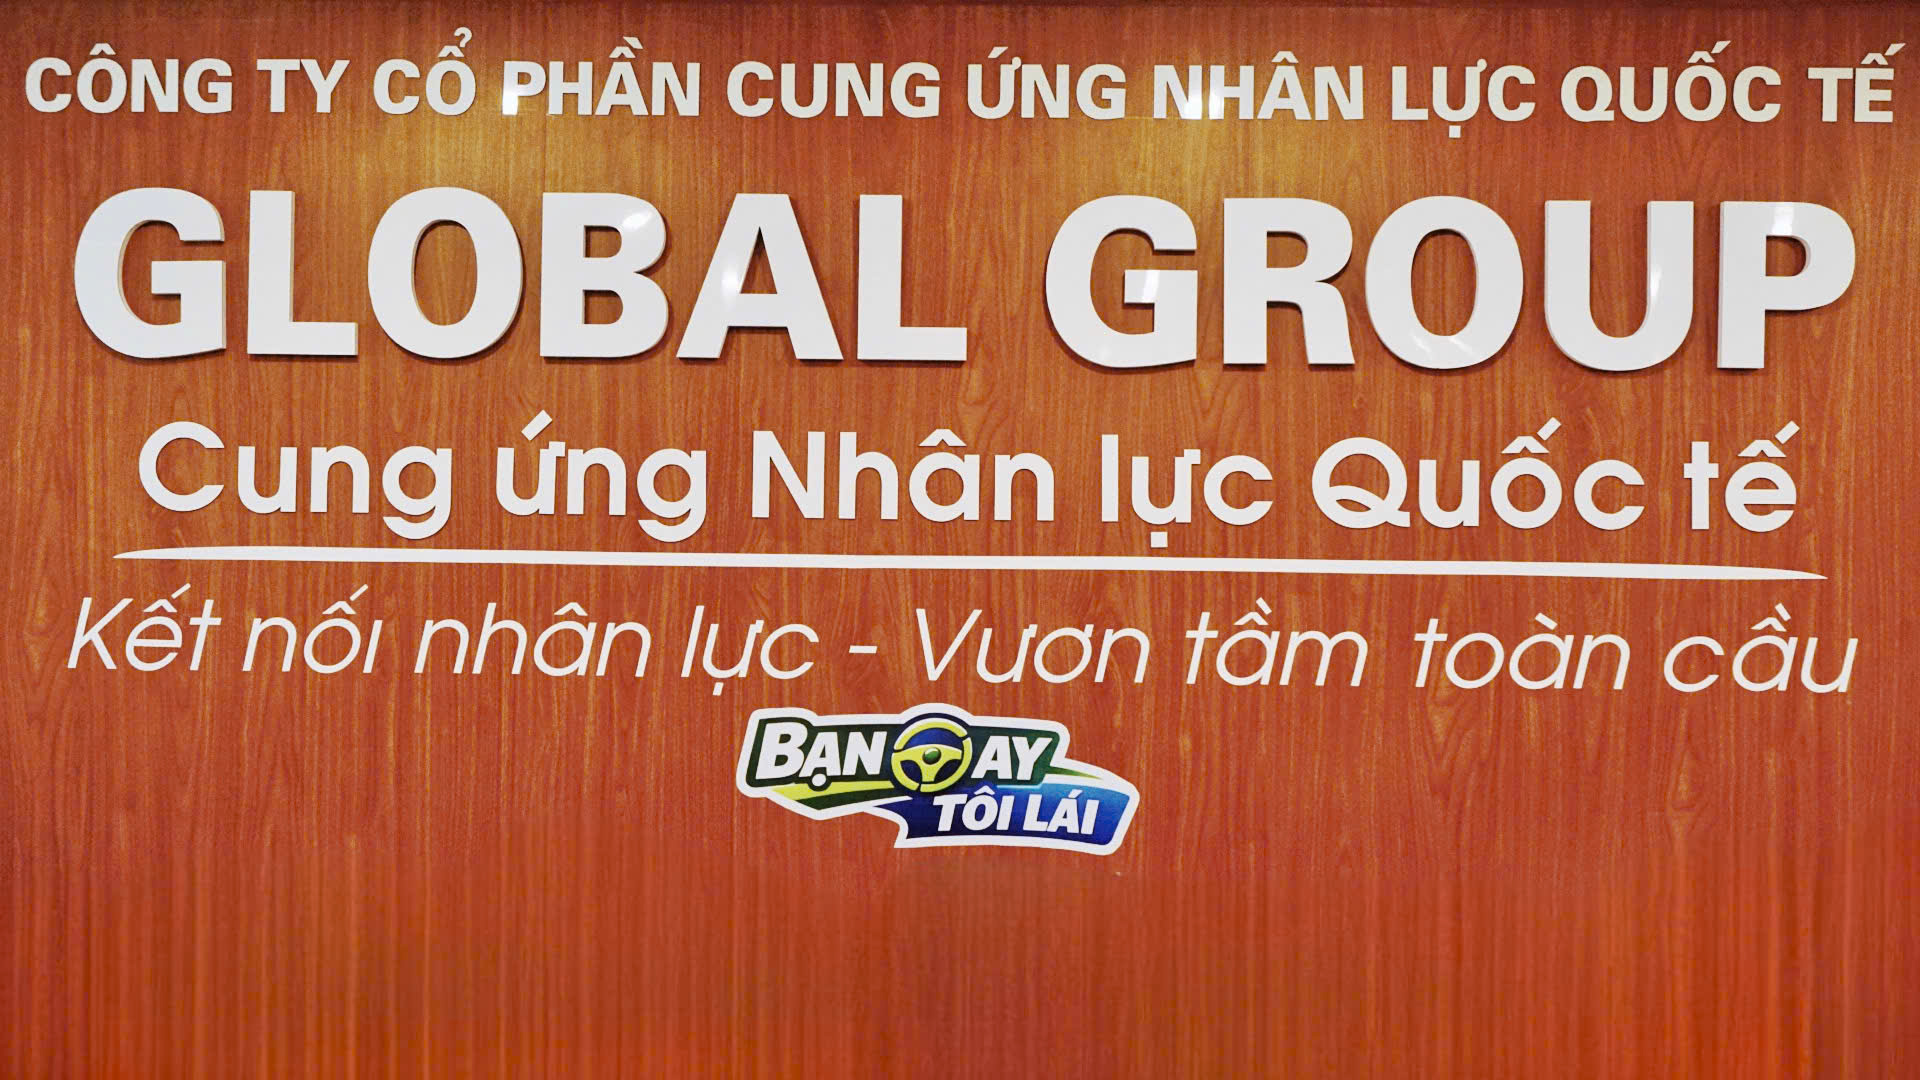 CÔNG TY CỔ PHẦN CUNG ỨNG NHÂN LỰC QUỐC TẾ
GLOBAL GROUP
Cung ứng Nhân lực Quốc tế
Kết nối nhân lực - Vươn tầm toàn cầu
BẠN QAY
TÔI LÁI